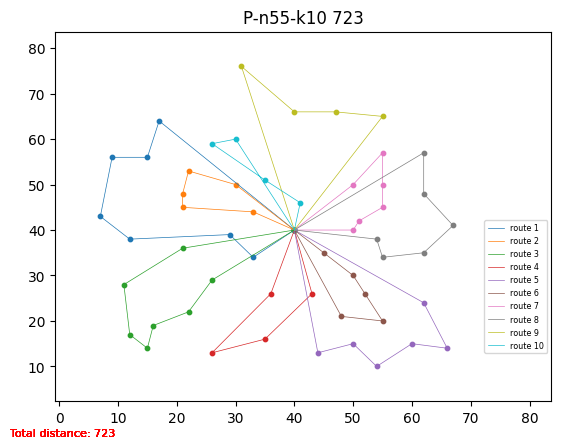 P-n55-k10 723
80
70
60
50
40
30
20
10
0 10 20 30 40 50 60 70 80
route 1
route 2
route 3
route 4
route 5
route 6
route 7
route 8
route 9
route 10
Total distance: 723